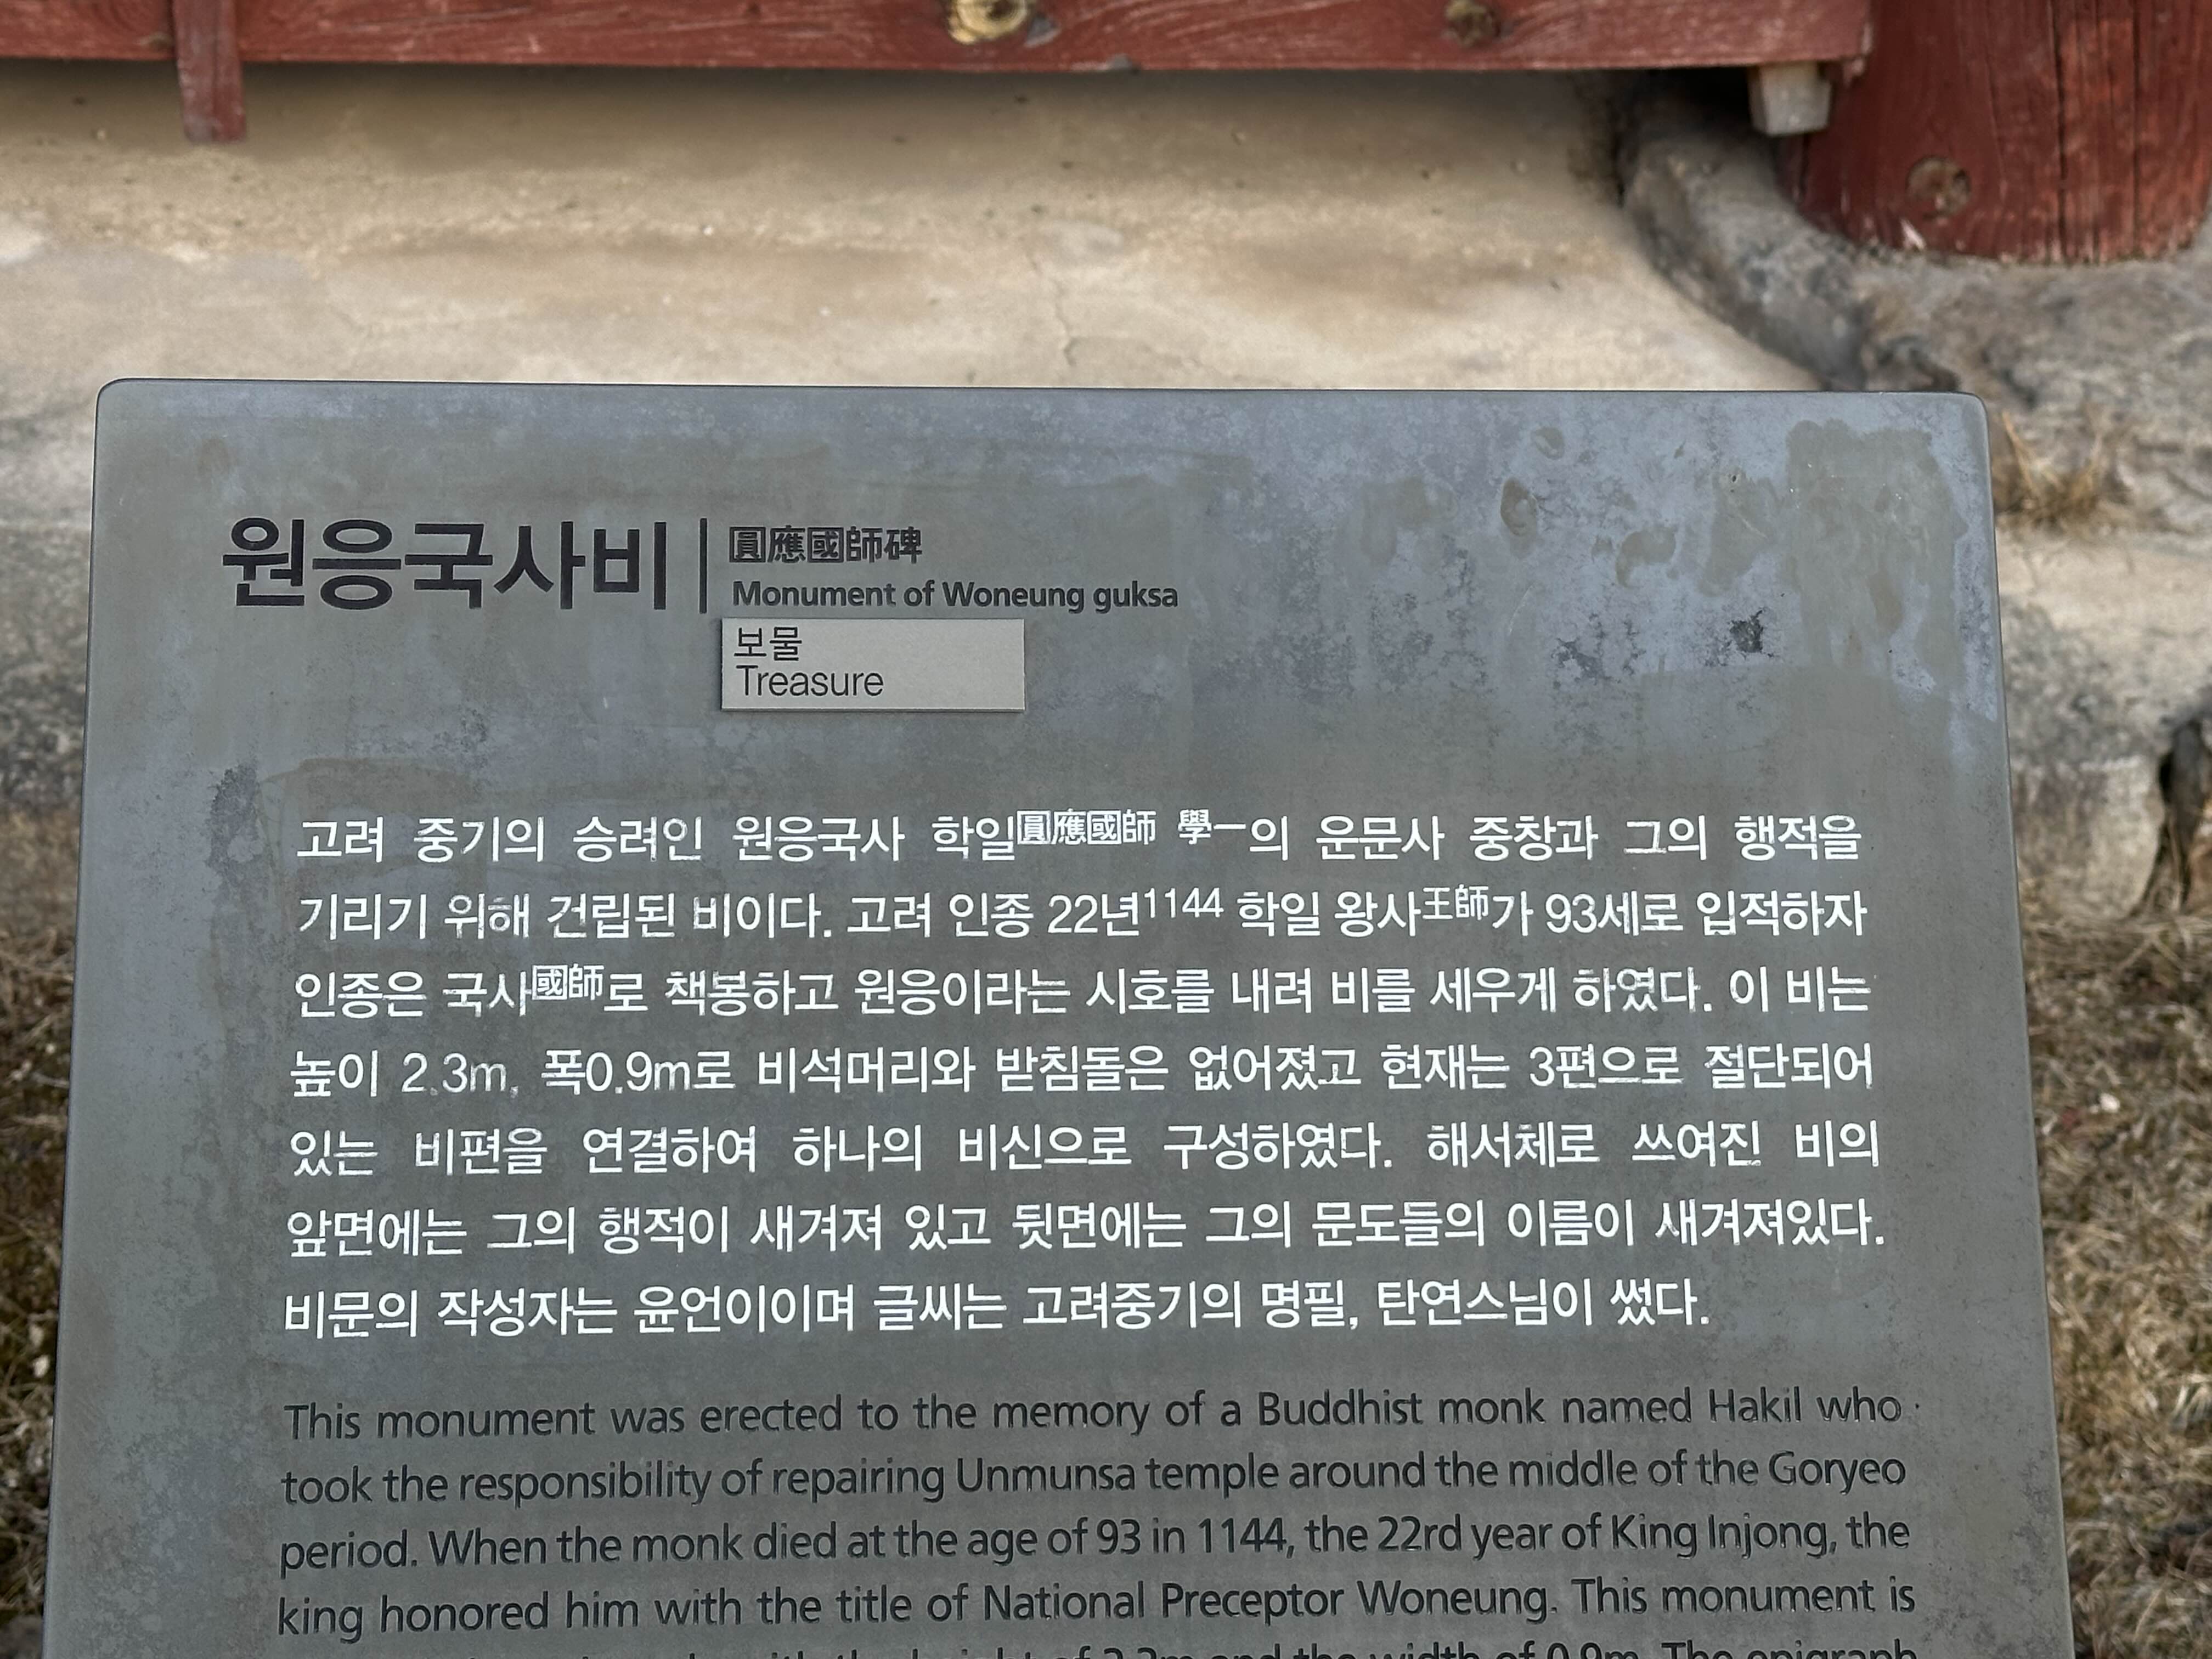 원응국사비
圓應國師碑
Monument of Woneung guksa
보물
Treasure
고려 중기의 승려인 원응국사 학일圓應國師 學一의 운문사 중창과 그의 행적을
기리기 위해 건립된 비이다. 고려 인종 22년1144 학일 왕사王師가 93세로 입적하자
인종은 국사國師로 책봉하고 원응이라는 시호를 내려 비를 세우게 하였다. 이 비는
높이 2.3m, 폭0.9m로 비석머리와 받침돌은 없어졌고 현재는 3편으로 절단되어
있는 비편을 연결하여 하나의 비신으로 구성하였다. 해서체로 쓰여진 비의
앞면에는 그의 행적이 새겨져 있고 뒷면에는 그의 문도들의 이름이 새겨져있다.
비문의 작성자는 윤언이이며 글씨는 고려중기의 명필, 탄연스님이 썼다.
This monument was erected to the memory of a Buddhist monk named Hakil who
took the responsibility of repairing Unmunsa temple around the middle of the Goryeo
period. When the monk died at the age of 93 in 1144, the 22rd year of King Injong, the
king honored him with the title of National Preceptor Woneung. This monument is
with the height of 2.3m and the width of 0.9m. The epigraph